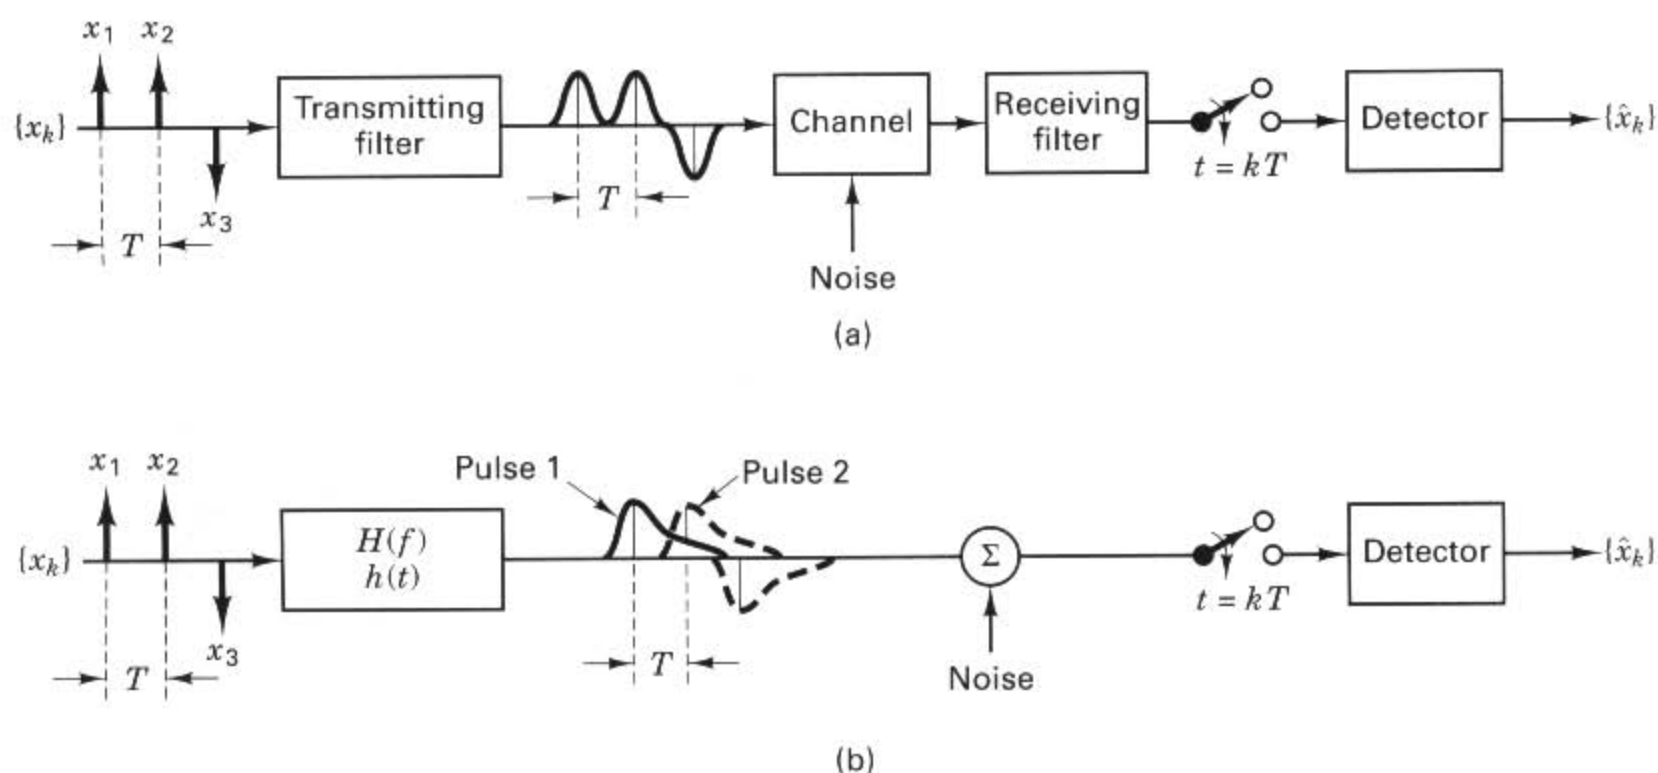 x1 x2
{xk}
Transmitting
filter
Channel
Receiving
filter
Detector
{x̂k}
t = kT
T
x3
T
Noise
(a)
x1 x2
Pulse 1
Pulse 2
{xk}
H(f)
h(t)
Σ
Detector
{x̂k}
t = kT
x3
T
T
Noise
(b)